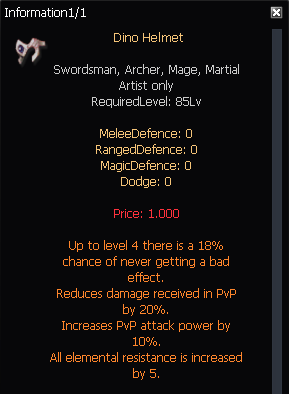 Information1/1
Dino Helmet
Swordsman, Archer, Mage, Martial
Artist only
RequiredLevel: 85Lv
MeleeDefence: 0
RangedDefence: 0
MagicDefence: 0
Dodge: 0
Price: 1.000
Up to level 4 there is a 18%
chance of never getting a bad
effect.
Reduces damage received in PvP
by 20%.
Increases PvP attack power by
10%.
All elemental resistance is increased
by 5.